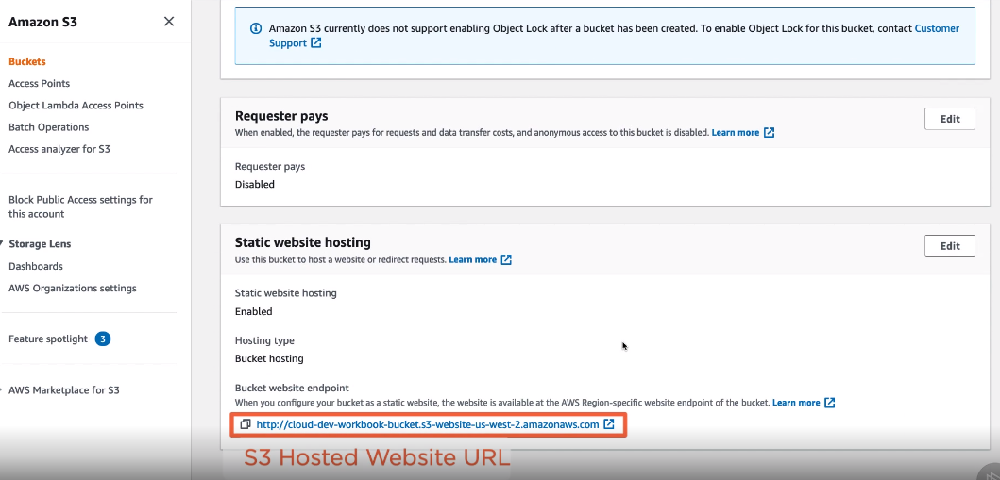 Amazon S3
Buckets
Access Points
Object Lambda Access Points
Batch Operations
Access analyzer for S3
Block Public Access settings for
this account
Storage Lens
Dashboards
AWS Organizations settings
Feature spotlight 3
AWS Marketplace for S3
Amazon S3 currently does not support enabling Object Lock after a bucket has been created. To enable Object Lock for this bucket, contact Customer
Support
Requester pays
Edit
When enabled, the requester pays for requests and data transfer costs, and anonymous access to this bucket is disabled. Learn more
Requester pays
Disabled
Static website hosting
Edit
Use this bucket to host a website or redirect requests. Learn more
Static website hosting
Enabled
Hosting type
Bucket hosting
Bucket website endpoint
When you configure your bucket as a static website, the website is available at the AWS Region-specific website endpoint of the bucket. Learn more
http://cloud-dev-workbook-bucket.s3-website-us-west-2.amazonaws.com
S3 Hosted Website URL